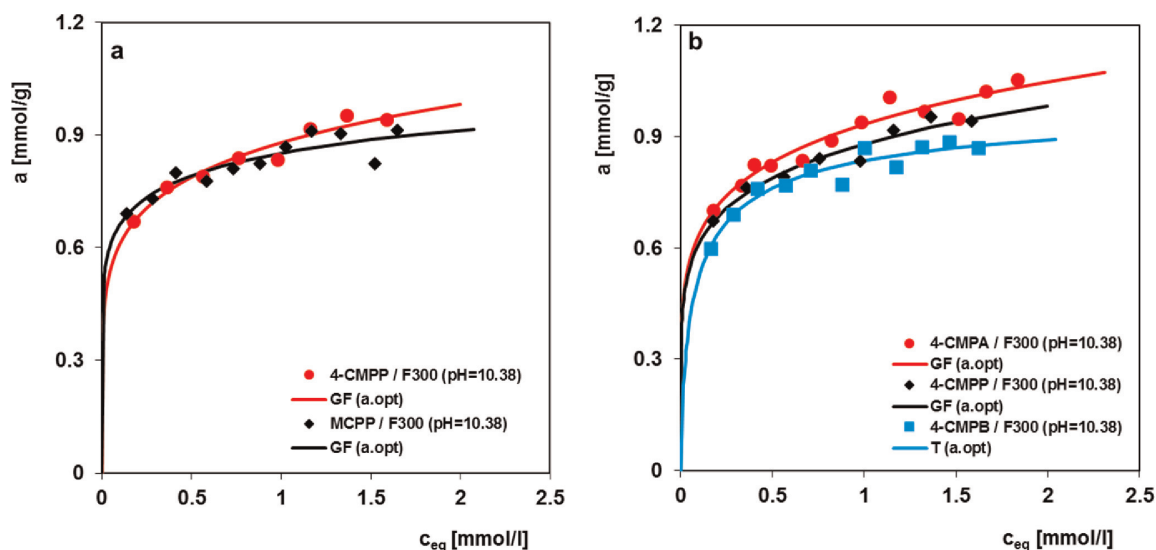 a
a [mmol/g]
1.2
0.9
0.6
0.3
0
4-CMPP / F300 (pH=10.38)
GF (a.opt)
MCPP / F300 (pH=10.38)
GF (a.opt)
0 0.5 1 1.5 2 2.5
ceq [mmol/l]
b
a [mmol/g]
1.2
0.9
0.6
0.3
0
4-CMPA / F300 (pH=10.38)
GF (a.opt)
4-CMPP / F300 (pH=10.38)
GF (a.opt)
4-CMPB / F300 (pH=10.38)
T (a.opt)
0 0.5 1 1.5 2 2.5
ceq [mmol/l]